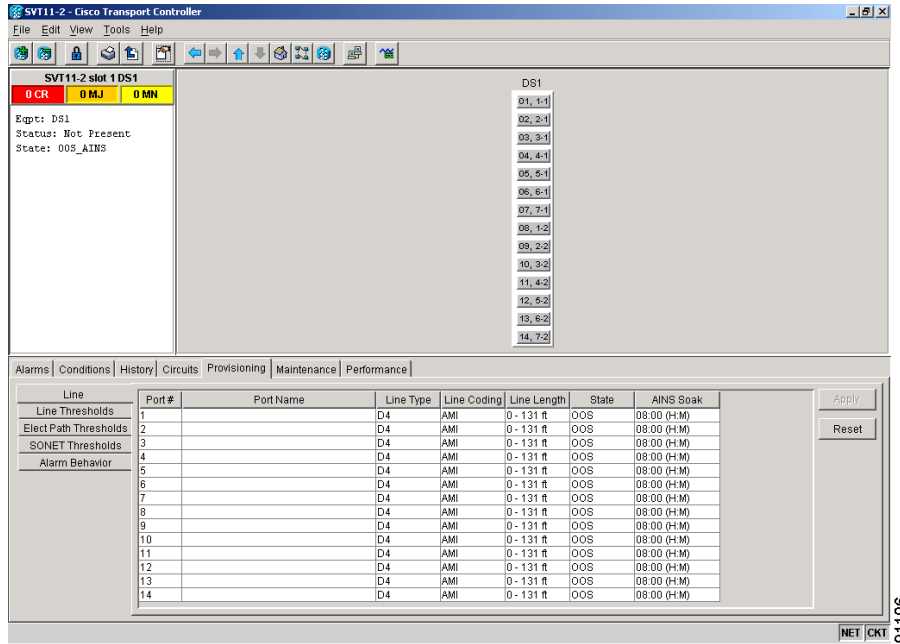 SVT11-2 - Cisco Transport Controller
File Edit View Tools Help
SVT11-2 slot 1 DS1
0 CR 0 MJ 0 MN
Eqpt: DS1
Status: Not Present
State: OOS_AINS
DS1
01, 1-1
02, 2-1
03, 3-1
04, 4-1
05, 5-1
06, 6-1
07, 7-1
08, 1-2
09, 2-2
10, 3-2
11, 4-2
12, 5-2
13, 6-2
14, 7-2
Alarms Conditions History Circuits Provisioning Maintenance Performance
Line
Line Thresholds
Elect Path Thresholds
SONET Thresholds
Alarm Behavior
Port # Port Name Line Type Line Coding Line Length State AINS Soak
1 D4 AMI 0 - 131 ft OOS 08:00 (H:M)
2 D4 AMI 0 - 131 ft OOS 08:00 (H:M)
3 D4 AMI 0 - 131 ft OOS 08:00 (H:M)
4 D4 AMI 0 - 131 ft OOS 08:00 (H:M)
5 D4 AMI 0 - 131 ft OOS 08:00 (H:M)
6 D4 AMI 0 - 131 ft OOS 08:00 (H:M)
7 D4 AMI 0 - 131 ft OOS 08:00 (H:M)
8 D4 AMI 0 - 131 ft OOS 08:00 (H:M)
9 D4 AMI 0 - 131 ft OOS 08:00 (H:M)
10 D4 AMI 0 - 131 ft OOS 08:00 (H:M)
11 D4 AMI 0 - 131 ft OOS 08:00 (H:M)
12 D4 AMI 0 - 131 ft OOS 08:00 (H:M)
13 D4 AMI 0 - 131 ft OOS 08:00 (H:M)
14 D4 AMI 0 - 131 ft OOS 08:00 (H:M)
Apply
Reset
NET CKT